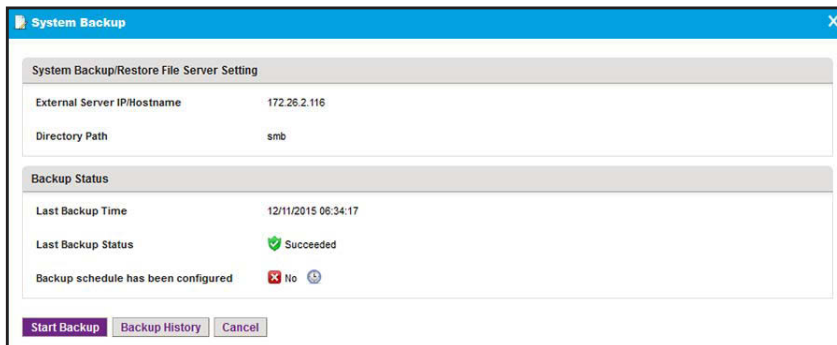 System Backup
X
System Backup/Restore File Server Setting
External Server IP/Hostname 172.26.2.116
Directory Path smb
Backup Status
Last Backup Time 12/11/2015 06:34:17
Last Backup Status Succeeded
Backup schedule has been configured No
Start Backup Backup History Cancel